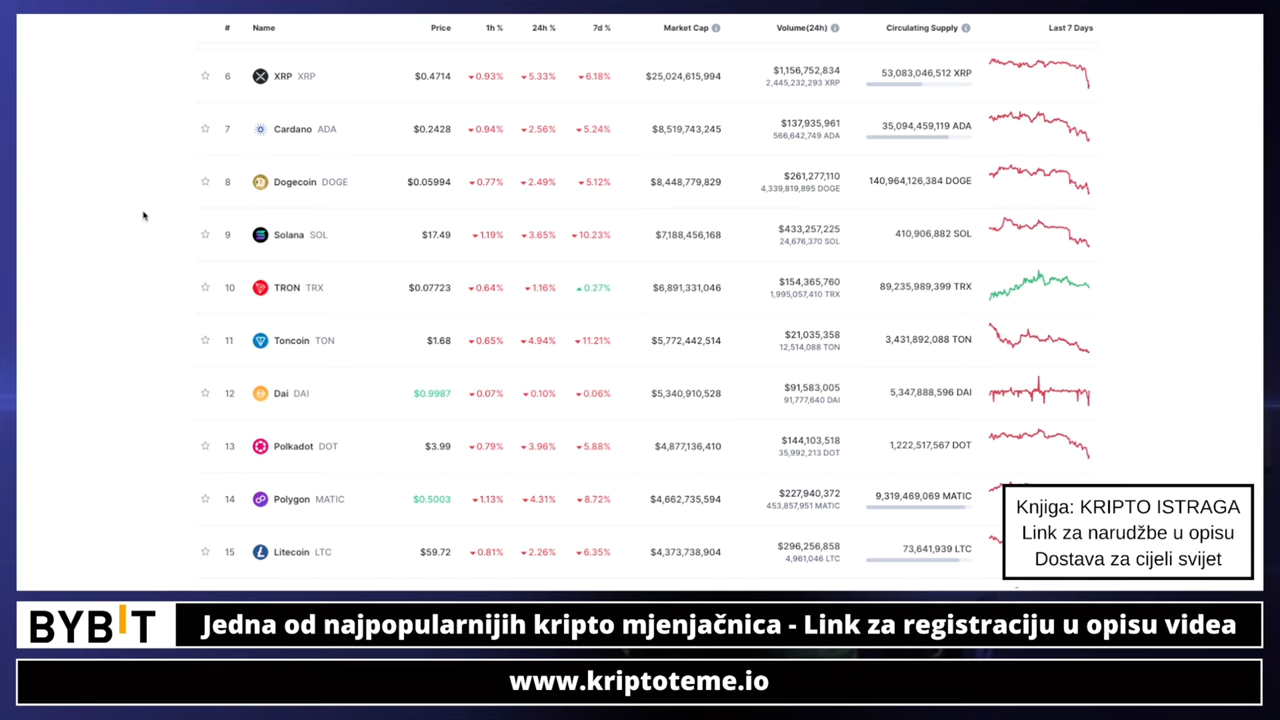 # Name Price 1h % 24h % 7d % Market Cap Volume(24h) Circulating Supply Last 7 Days
6 XRP XRP $0.4714 0.93% 5.33% 6.18% $25,024,615,994 $1,156,752,834 53,083,046,512 XRP
2,445,232,293 XRP
7 Cardano ADA $0.2428 0.94% 2.56% 5.24% $8,519,743,245 $137,935,961 35,094,459,119 ADA
566,642,749 ADA
8 Dogecoin DOGE $0.05994 0.77% 2.49% 5.12% $8,448,779,829 $261,277,110 140,964,126,384 DOGE
4,339,819,895 DOGE
9 Solana SOL $17.49 1.19% 3.65% 10.23% $7,188,456,168 $433,257,225 410,906,882 SOL
24,676,370 SOL
10 TRON TRX $0.07723 0.64% 1.16% 0.27% $6,891,331,046 $154,365,760 89,235,989,399 TRX
1,995,057,410 TRX
11 Toncoin TON $1.68 0.65% 4.94% 11.21% $5,772,442,514 $21,035,358 3,431,892,088 TON
12,514,088 TON
12 Dai DAI $0.9987 0.07% 0.10% 0.06% $5,340,910,528 $91,583,005 5,347,888,596 DAI
91,777,640 DAI
13 Polkadot DOT $3.99 0.79% 3.96% 5.88% $4,877,136,410 $144,103,518 1,222,517,567 DOT
35,992,213 DOT
14 Polygon MATIC $0.5003 1.13% 4.31% 8.72% $4,662,735,594 $227,940,372 9,319,469,069 MATIC
453,857,951 MATIC
15 Litecoin LTC $59.72 0.81% 2.26% 6.35% $4,373,738,904 $296,256,858 73,641,939 LTC
4,961,046 LTC
Knjiga: KRIPTO ISTRAGA
Link za narudžbe u opisu
Dostava za cijeli svijet
BYBIT Jedna od najpopularnijih kripto mjenjačnica - Link za registraciju u opisu videa
www.kriptoteme.io